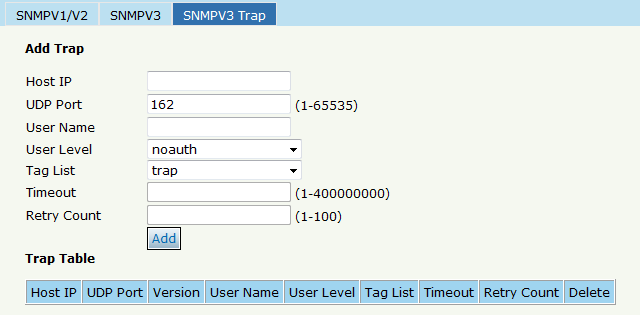 SNMPV1/V2 SNMPV3 SNMPV3 Trap
Add Trap
Host IP
UDP Port 162 (1-65535)
User Name
User Level noauth
Tag List trap
Timeout (1-400000000)
Retry Count (1-100)
Add
Trap Table
Host IP UDP Port Version User Name User Level Tag List Timeout Retry Count Delete